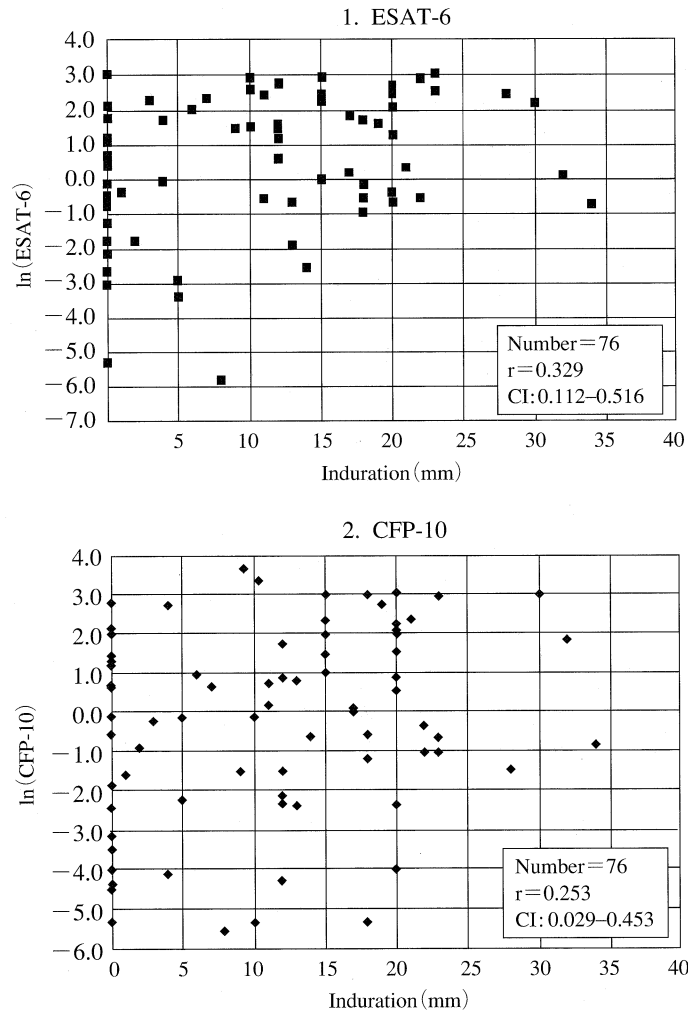 1. ESAT-6
4.0
3.0
2.0
1.0
0.0
−1.0
−2.0
−3.0
−4.0
−5.0
−6.0
−7.0
ln(ESAT-6)
Number=76
r=0.329
CI:0.112–0.516
5 10 15 20 25 30 35 40
Induration(mm)
2. CFP-10
4.0
3.0
2.0
1.0
0.0
−1.0
−2.0
−3.0
−4.0
−5.0
−6.0
ln(CFP-10)
Number=76
r=0.253
CI:0.029–0.453
0 5 10 15 20 25 30 35 40
Induration(mm)